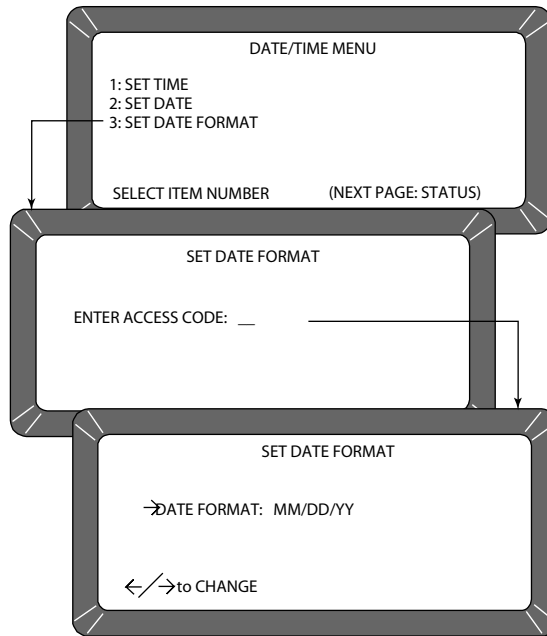 DATE/TIME MENU
1: SET TIME
2: SET DATE
3: SET DATE FORMAT
SELECT ITEM NUMBER (NEXT PAGE: STATUS)
SET DATE FORMAT
ENTER ACCESS CODE: __
SET DATE FORMAT
→DATE FORMAT: MM/DD/YY
←/→to CHANGE